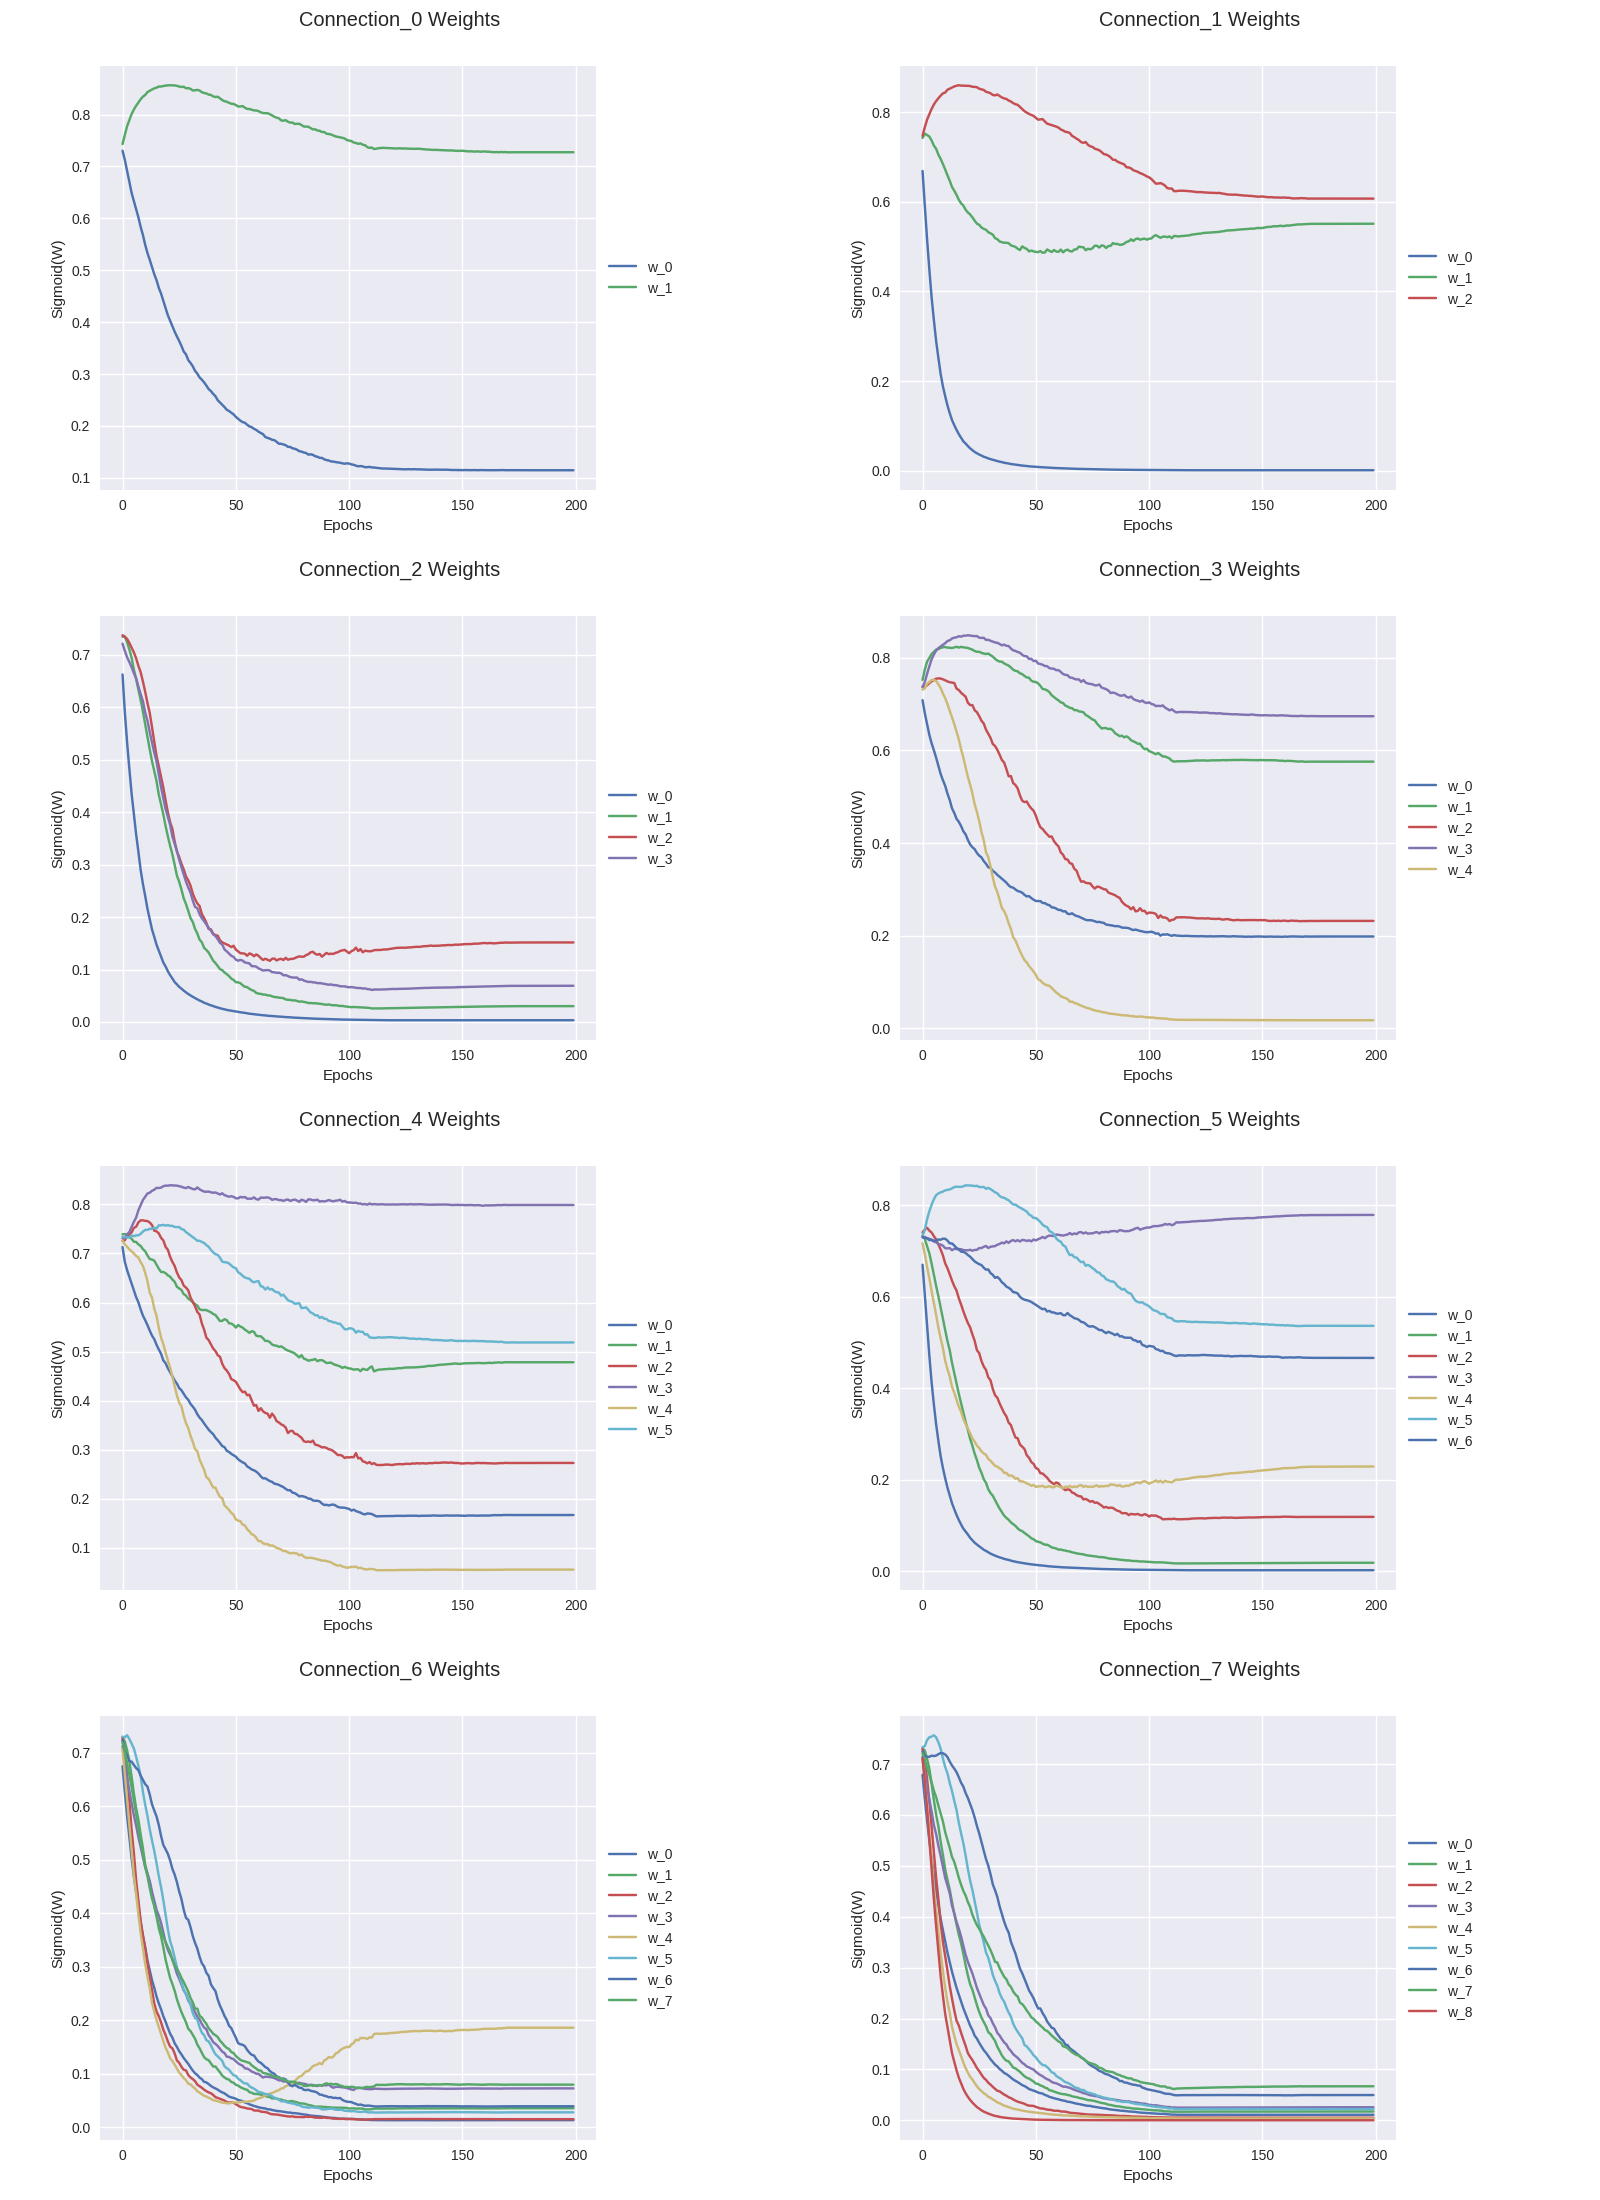 Connection_0 Weights
0.8
0.7
0.6
0.5
0.4
0.3
0.2
0.1
Sigmoid(W)
0 50 100 150 200
Epochs
w_0
w_1
Connection_1 Weights
0.8
0.6
0.4
0.2
0.0
Sigmoid(W)
0 50 100 150 200
Epochs
w_0
w_1
w_2
Connection_2 Weights
0.7
0.6
0.5
0.4
0.3
0.2
0.1
0.0
Sigmoid(W)
0 50 100 150 200
Epochs
w_0
w_1
w_2
w_3
Connection_3 Weights
0.8
0.6
0.4
0.2
0.0
Sigmoid(W)
0 50 100 150 200
Epochs
w_0
w_1
w_2
w_3
w_4
Connection_4 Weights
0.8
0.7
0.6
0.5
0.4
0.3
0.2
0.1
Sigmoid(W)
0 50 100 150 200
Epochs
w_0
w_1
w_2
w_3
w_4
w_5
Connection_5 Weights
0.8
0.6
0.4
0.2
0.0
Sigmoid(W)
0 50 100 150 200
Epochs
w_0
w_1
w_2
w_3
w_4
w_5
w_6
Connection_6 Weights
0.7
0.6
0.5
0.4
0.3
0.2
0.1
0.0
Sigmoid(W)
0 50 100 150 200
Epochs
w_0
w_1
w_2
w_3
w_4
w_5
w_6
w_7
Connection_7 Weights
0.7
0.6
0.5
0.4
0.3
0.2
0.1
0.0
Sigmoid(W)
0 50 100 150 200
Epochs
w_0
w_1
w_2
w_3
w_4
w_5
w_6
w_7
w_8